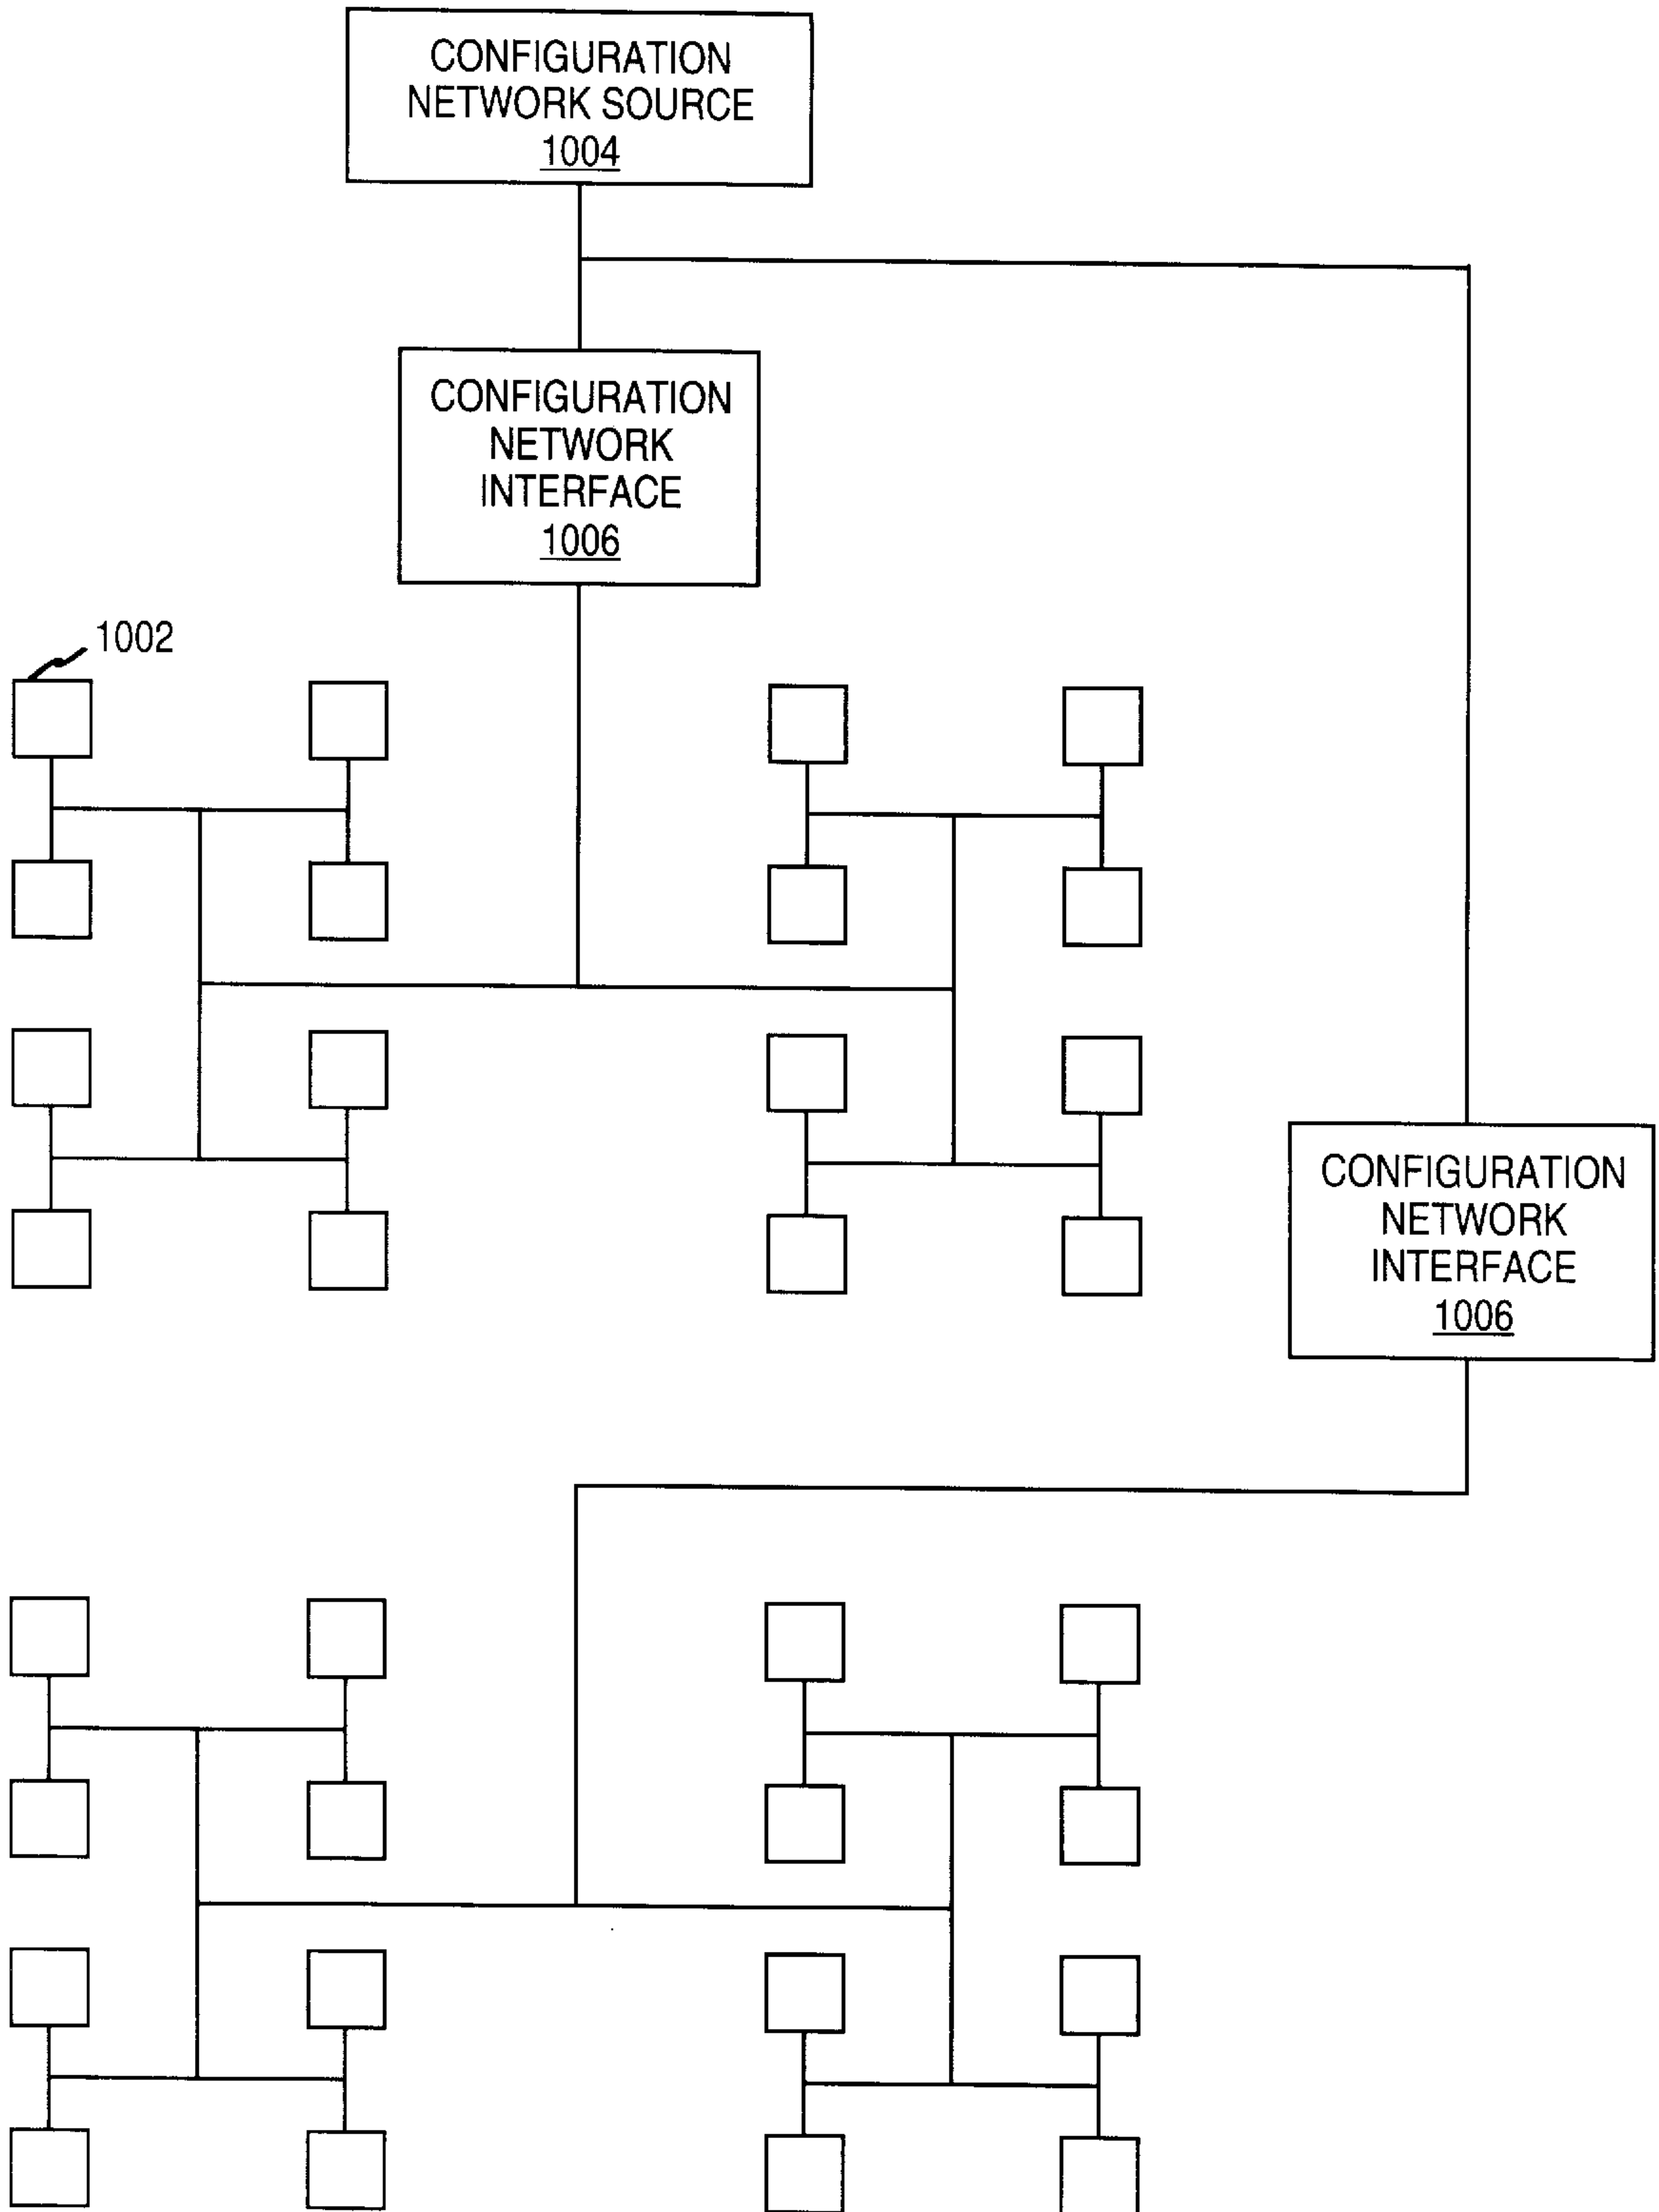 CONFIGURATION
NETWORK SOURCE
1004
CONFIGURATION
NETWORK
INTERFACE
1006
1002
CONFIGURATION
NETWORK
INTERFACE
1006